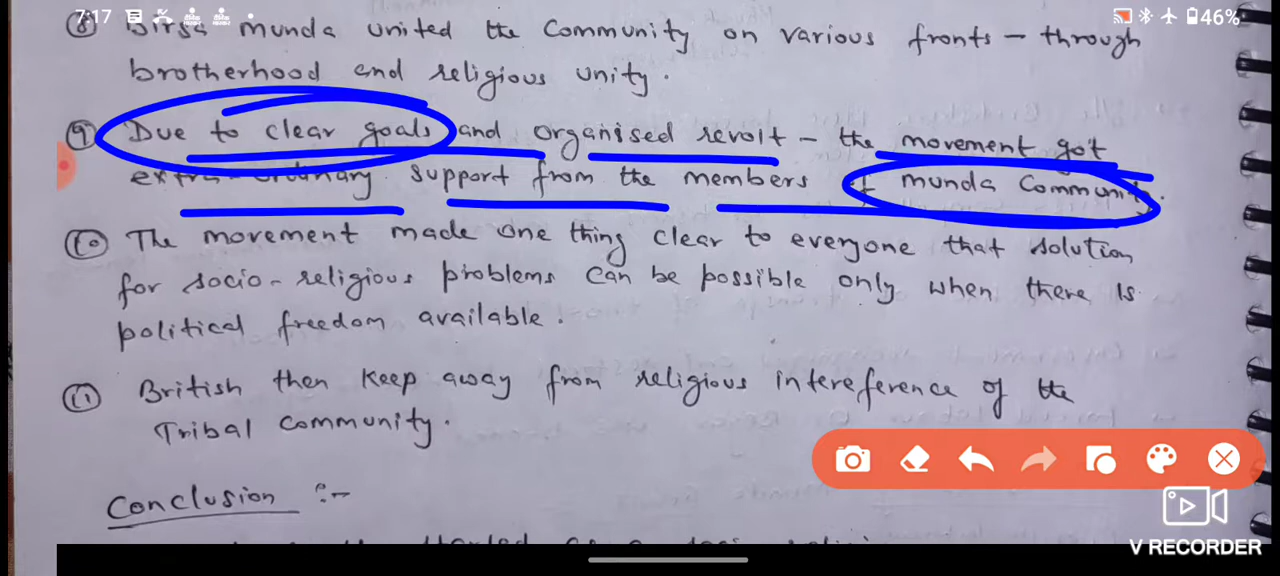 7:17
46%
⑧ Birsa munda united the Community on various fronts - through
brotherhood and religious unity.
⑨ Due to clear goals and organised revolt - the movement got
extra-ordinary support from the members of munda Community.
⑩ The movement made one thing clear to everyone that solution
for socio-religious problems can be possible only when there is
political freedom available.
⑪ British then keep away from religious intereference of the
Tribal community.
Conclusion :-
V RECORDER